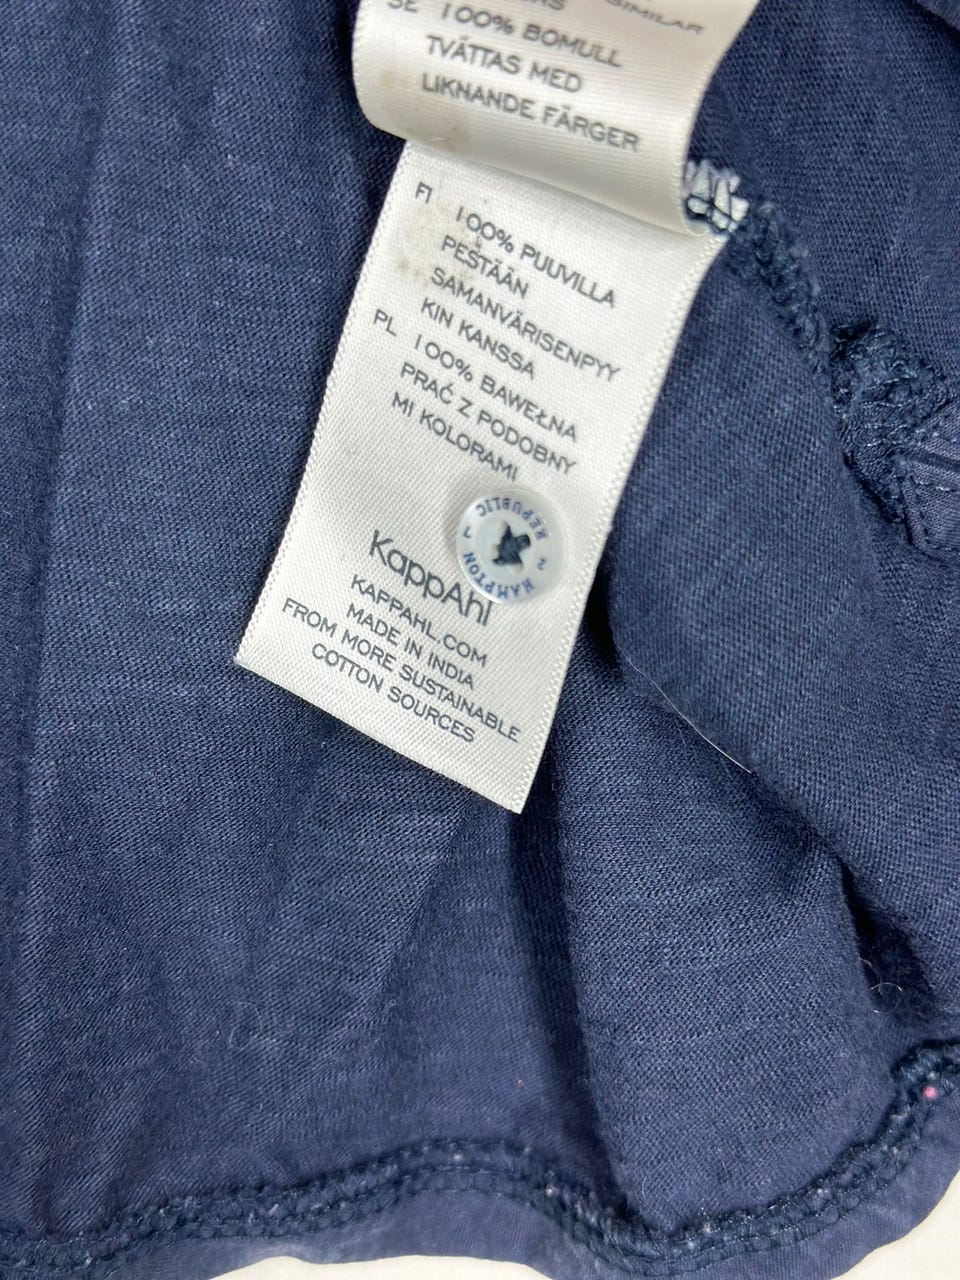 SIMILAR
SE 100% BOMULL
TVÄTTAS MED
LIKNANDE FÄRGER
FI 100% PUUVILLA
PESTÄÄN
SAMANVÄRISENPYY
KIN KANSSA
PL 100% BAWEŁNA
PRAĆ Z PODOBNY
MI KOLORAMI
HAMPTON REPUBLIC
KappAhl
KAPPAHL.COM
MADE IN INDIA
FROM MORE SUSTAINABLE
COTTON SOURCES